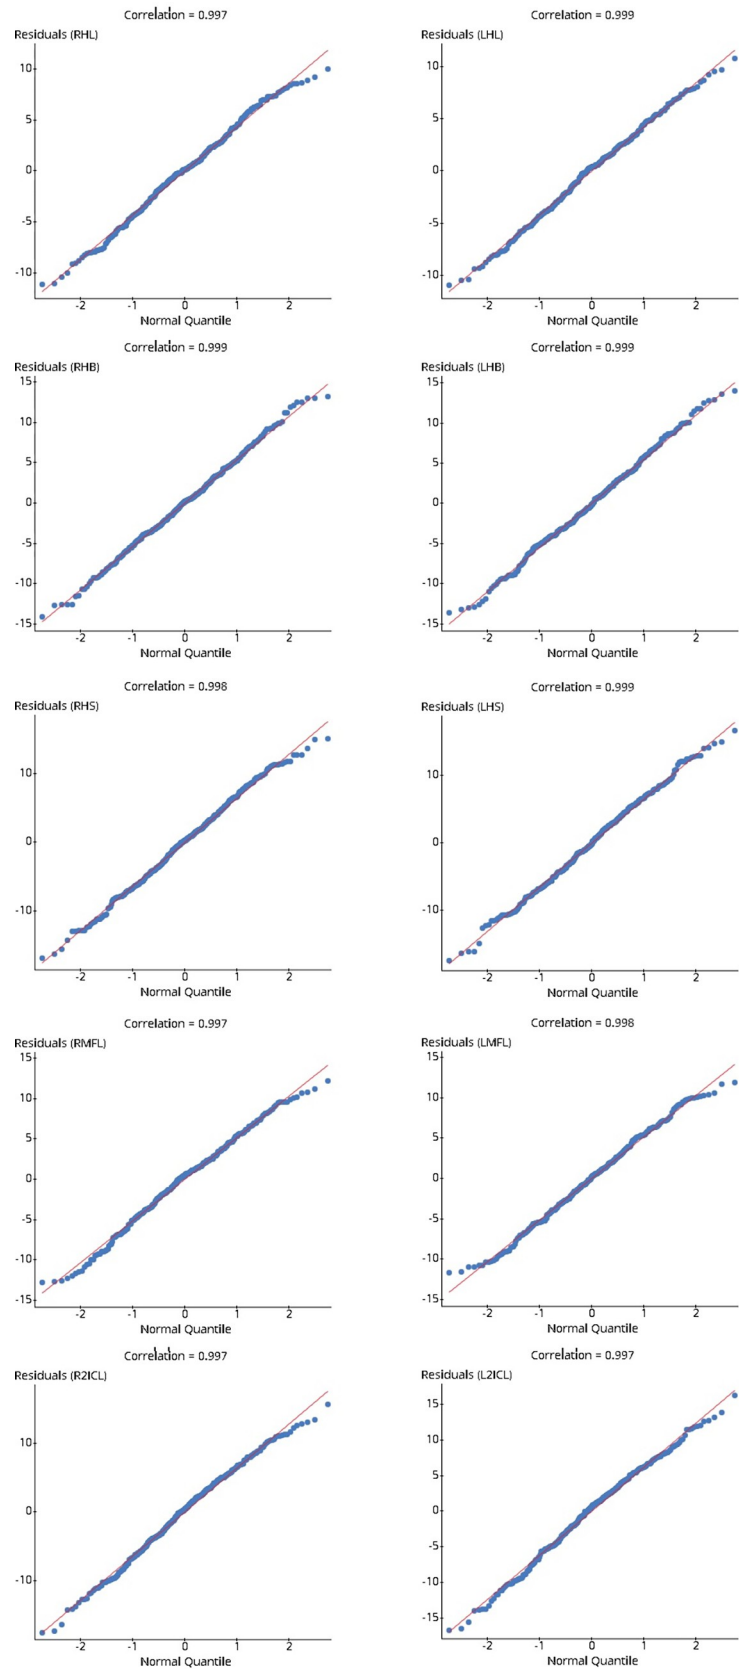 Correlation = 0.997
Residuals (RHL)
10
5
0
-5
-10
-2 -1 0 1 2
Normal Quantile
Correlation = 0.999
Residuals (LHL)
10
5
0
-5
-10
-2 -1 0 1 2
Normal Quantile
Correlation = 0.999
Residuals (RHB)
15
10
5
0
-5
-10
-15
-2 -1 0 1 2
Normal Quantile
Correlation = 0.999
Residuals (LHB)
15
10
5
0
-5
-10
-15
-2 -1 0 1 2
Normal Quantile
Correlation = 0.998
Residuals (RHS)
10
0
-10
-2 -1 0 1 2
Normal Quantile
Correlation = 0.999
Residuals (LHS)
10
0
-10
-2 -1 0 1 2
Normal Quantile
Correlation = 0.997
Residuals (RMFL)
15
10
5
0
-5
-10
-15
-2 -1 0 1 2
Normal Quantile
Correlation = 0.998
Residuals (LMFL)
15
10
5
0
-5
-10
-15
-2 -1 0 1 2
Normal Quantile
Correlation = 0.997
Residuals (R2ICL)
10
0
-10
-2 -1 0 1 2
Normal Quantile
Correlation = 0.997
Residuals (L2ICL)
15
10
5
0
-5
-10
-15
-2 -1 0 1 2
Normal Quantile